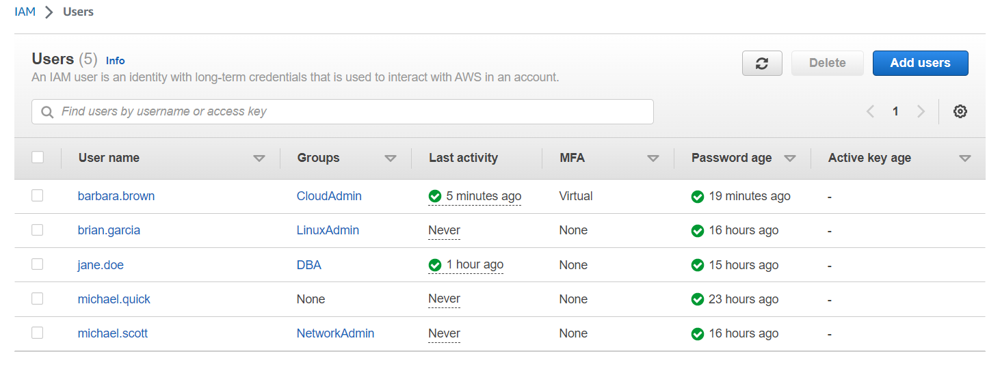 IAM > Users
Users (5) Info
An IAM user is an identity with long-term credentials that is used to interact with AWS in an account.
Delete
Add users
Find users by username or access key
1
User name Groups Last activity MFA Password age Active key age
barbara.brown CloudAdmin 5 minutes ago Virtual 19 minutes ago -
brian.garcia LinuxAdmin Never None 16 hours ago -
jane.doe DBA 1 hour ago None 15 hours ago -
michael.quick None Never None 23 hours ago -
michael.scott NetworkAdmin Never None 16 hours ago -